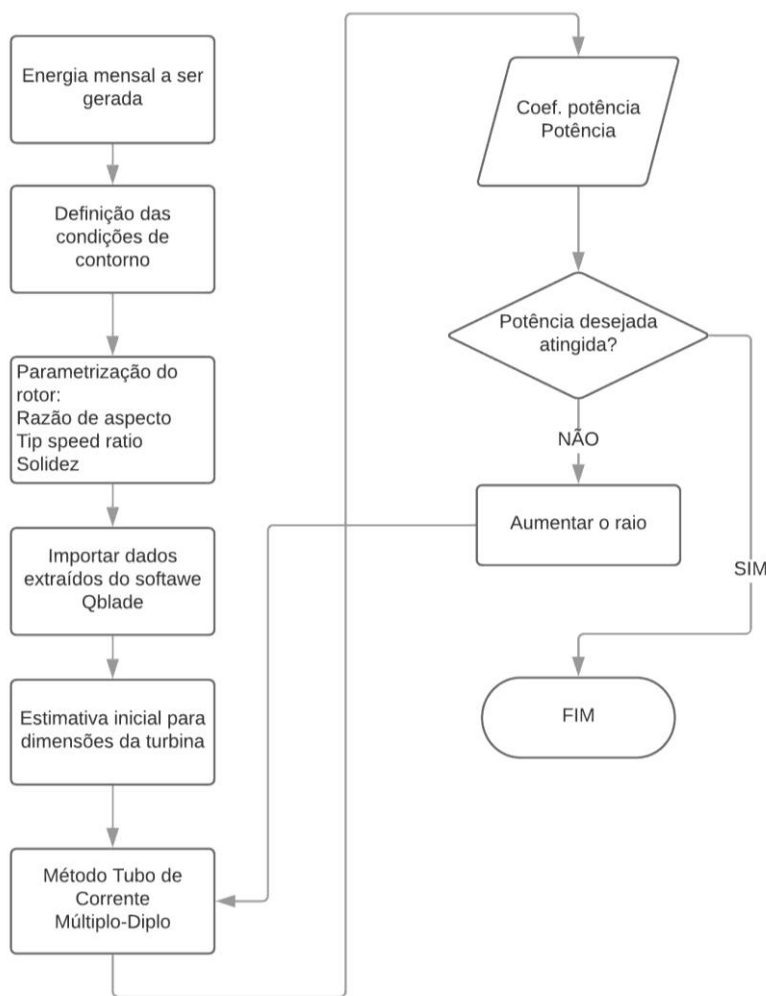 Energia mensal a ser
gerada
Definição das
condições de
contorno
Parametrização do
rotor:
Razão de aspecto
Tip speed ratio
Solidez
Importar dados
extraídos do softawe
Qblade
Estimativa inicial para
dimensões da turbina
Método Tubo de
Corrente
Múltiplo-Diplo
Coef. potência
Potência
Potência desejada
atingida?
NÃO
Aumentar o raio
SIM
FIM